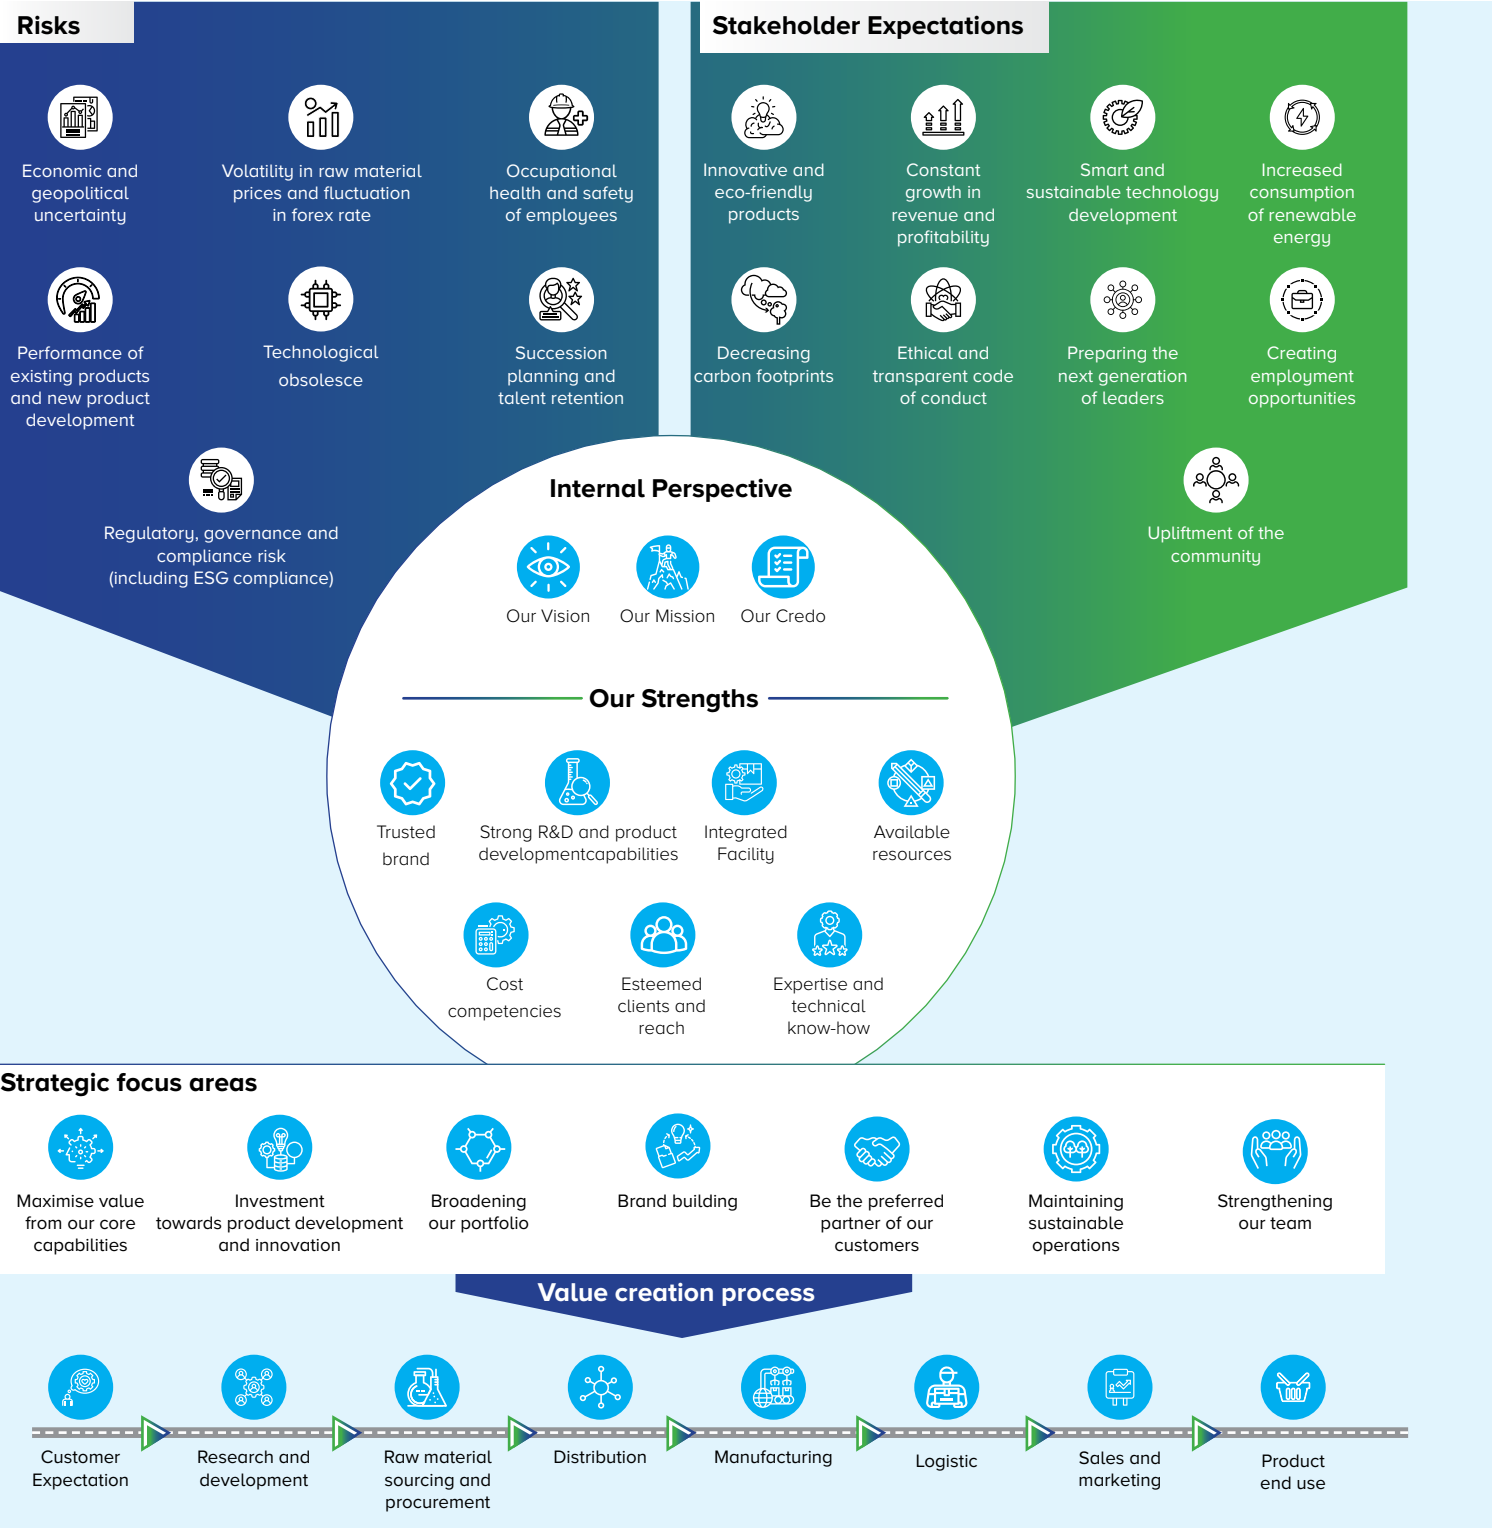 Risks
Economic and
geopolitical
uncertainty
Volatility in raw material
prices and fluctuation
in forex rate
Occupational
health and safety
of employees
Performance of
existing products
and new product
development
Technological
obsolesce
Succession
planning and
talent retention
Regulatory, governance and
compliance risk
(including ESG compliance)
Stakeholder Expectations
Innovative and
eco-friendly
products
Constant
growth in
revenue and
profitability
Smart and
sustainable technology
development
Increased
consumption
of renewable
energy
Decreasing
carbon footprints
Ethical and
transparent code
of conduct
Preparing the
next generation
of leaders
Creating
employment
opportunities
Upliftment of the
community
Internal Perspective
Our Vision
Our Mission
Our Credo
Our Strengths
Trusted
brand
Strong R&D and product
developmentcapabilities
Integrated
Facility
Available
resources
Cost
competencies
Esteemed
clients and
reach
Expertise and
technical
know-how
Strategic focus areas
Maximise value
from our core
capabilities
Investment
towards product development
and innovation
Broadening
our portfolio
Brand building
Be the preferred
partner of our
customers
Maintaining
sustainable
operations
Strengthening
our team
Value creation process
Customer
Expectation
Research and
development
Raw material
sourcing and
procurement
Distribution
Manufacturing
Logistic
Sales and
marketing
Product
end use